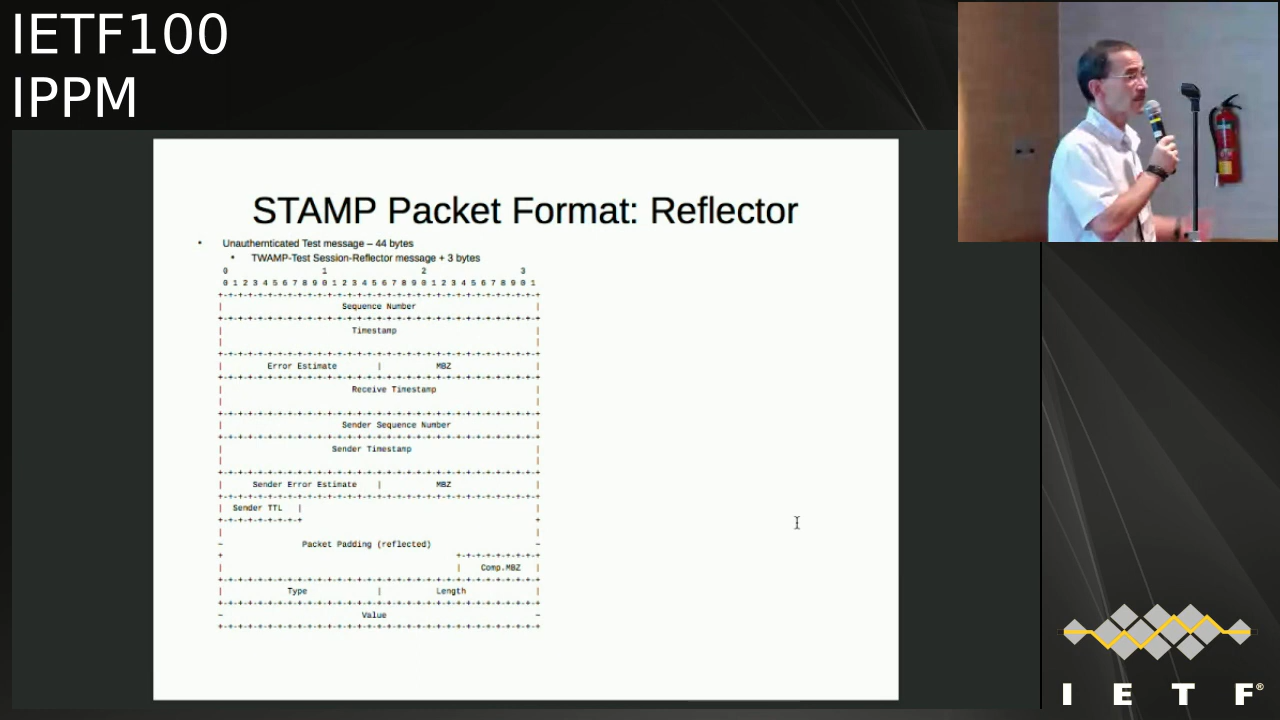 IETF100
IPPM
STAMP Packet Format: Reflector
• Unauthernticated Test message – 44 bytes
• TWAMP-Test Session-Reflector message + 3 bytes
0 1 2 3
0 1 2 3 4 5 6 7 8 9 0 1 2 3 4 5 6 7 8 9 0 1 2 3 4 5 6 7 8 9 0 1
+-+-+-+-+-+-+-+-+-+-+-+-+-+-+-+-+-+-+-+-+-+-+-+-+-+-+-+-+-+-+-+-+
| Sequence Number |
+-+-+-+-+-+-+-+-+-+-+-+-+-+-+-+-+-+-+-+-+-+-+-+-+-+-+-+-+-+-+-+-+
| Timestamp |
| |
+-+-+-+-+-+-+-+-+-+-+-+-+-+-+-+-+-+-+-+-+-+-+-+-+-+-+-+-+-+-+-+-+
| Error Estimate | MBZ |
+-+-+-+-+-+-+-+-+-+-+-+-+-+-+-+-+-+-+-+-+-+-+-+-+-+-+-+-+-+-+-+-+
| Receive Timestamp |
| |
+-+-+-+-+-+-+-+-+-+-+-+-+-+-+-+-+-+-+-+-+-+-+-+-+-+-+-+-+-+-+-+-+
| Sender Sequence Number |
+-+-+-+-+-+-+-+-+-+-+-+-+-+-+-+-+-+-+-+-+-+-+-+-+-+-+-+-+-+-+-+-+
| Sender Timestamp |
| |
+-+-+-+-+-+-+-+-+-+-+-+-+-+-+-+-+-+-+-+-+-+-+-+-+-+-+-+-+-+-+-+-+
| Sender Error Estimate | MBZ |
+-+-+-+-+-+-+-+-+-+-+-+-+-+-+-+-+-+-+-+-+-+-+-+-+-+-+-+-+-+-+-+-+
| Sender TTL | |
+-+-+-+-+-+-+-+-+ +
| |
~ Packet Padding (reflected) ~
+ +-+-+-+-+-+-+-+-+
| | Comp.MBZ |
+-+-+-+-+-+-+-+-+-+-+-+-+-+-+-+-+-+-+-+-+-+-+-+-+-+-+-+-+-+-+-+-+
| Type | Length |
+-+-+-+-+-+-+-+-+-+-+-+-+-+-+-+-+-+-+-+-+-+-+-+-+-+-+-+-+-+-+-+-+
~ Value ~
+-+-+-+-+-+-+-+-+-+-+-+-+-+-+-+-+-+-+-+-+-+-+-+-+-+-+-+-+-+-+-+-+
I E T F®